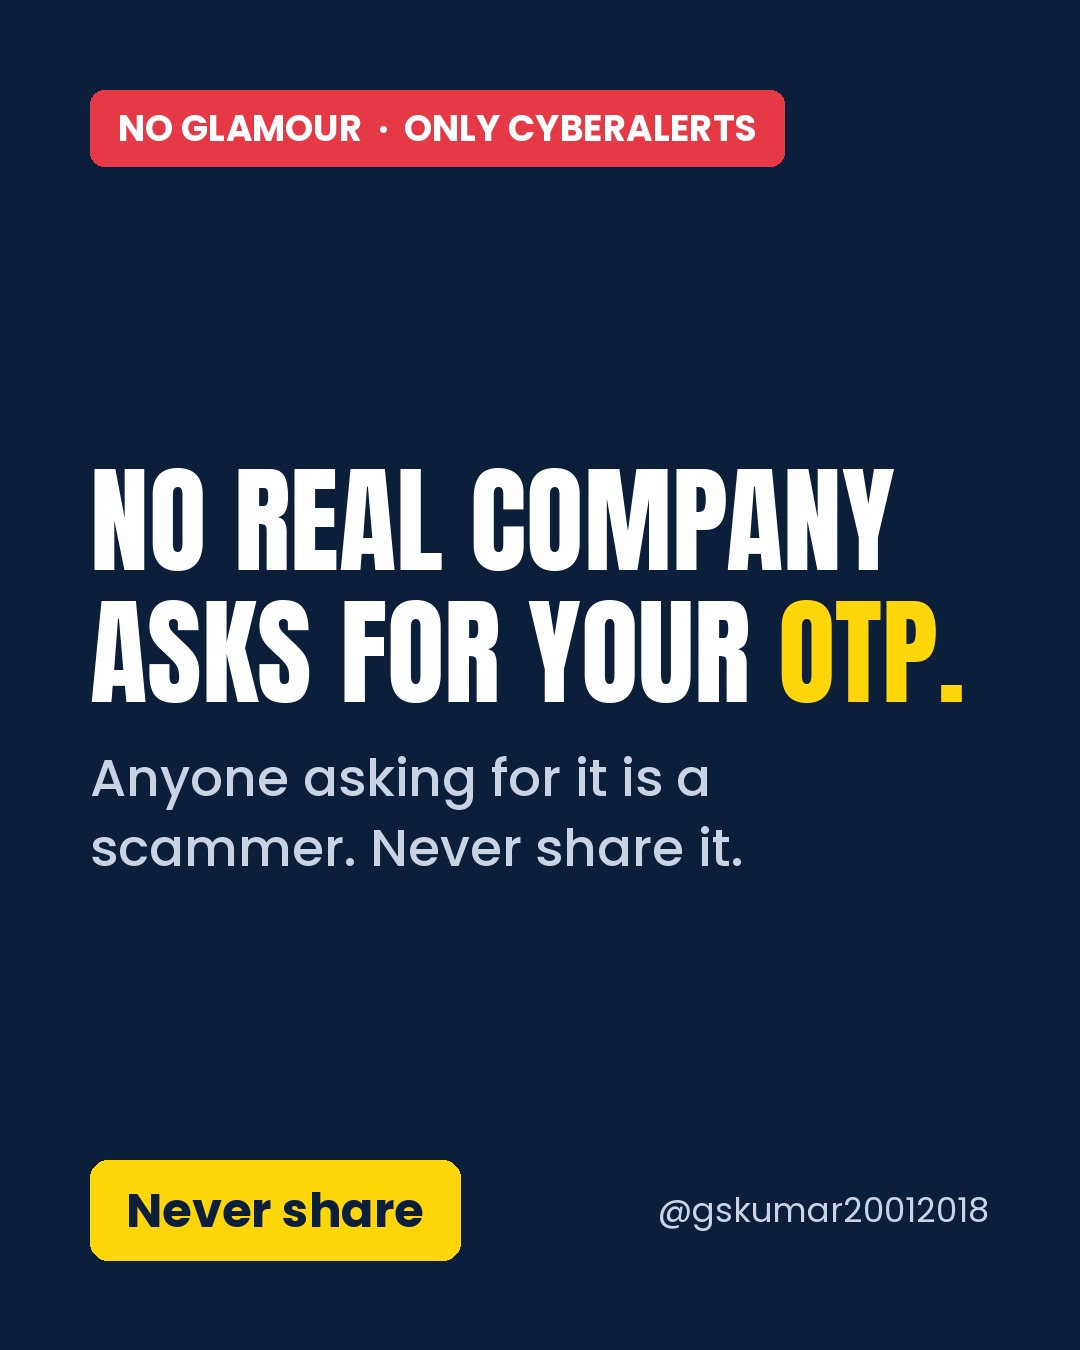 NO GLAMOUR · ONLY CYBERALERTS
NO REAL COMPANY
ASKS FOR YOUR OTP.
Anyone asking for it is a
scammer. Never share it.
Never share
@gskumar20012018